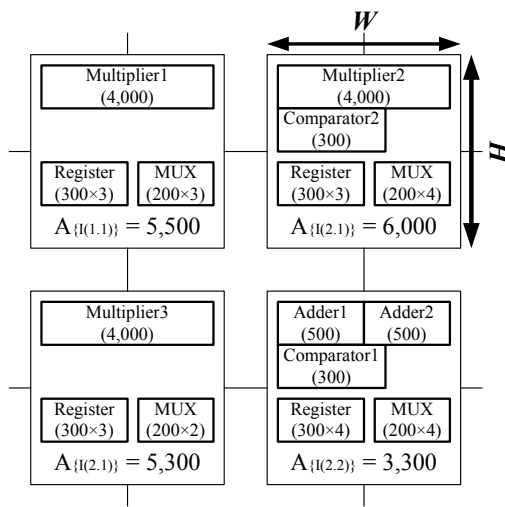 W
Multiplier1
(4,000)
Register
(300×3)
MUX
(200×3)
A{I(1.1)} = 5,500
Multiplier2
(4,000)
Comparator2
(300)
Register
(300×3)
MUX
(200×4)
A{I(2.1)} = 6,000
H
Multiplier3
(4,000)
Register
(300×3)
MUX
(200×2)
A{I(2.1)} = 5,300
Adder1
(500)
Adder2
(500)
Comparator1
(300)
Register
(300×4)
MUX
(200×4)
A{I(2.2)} = 3,300